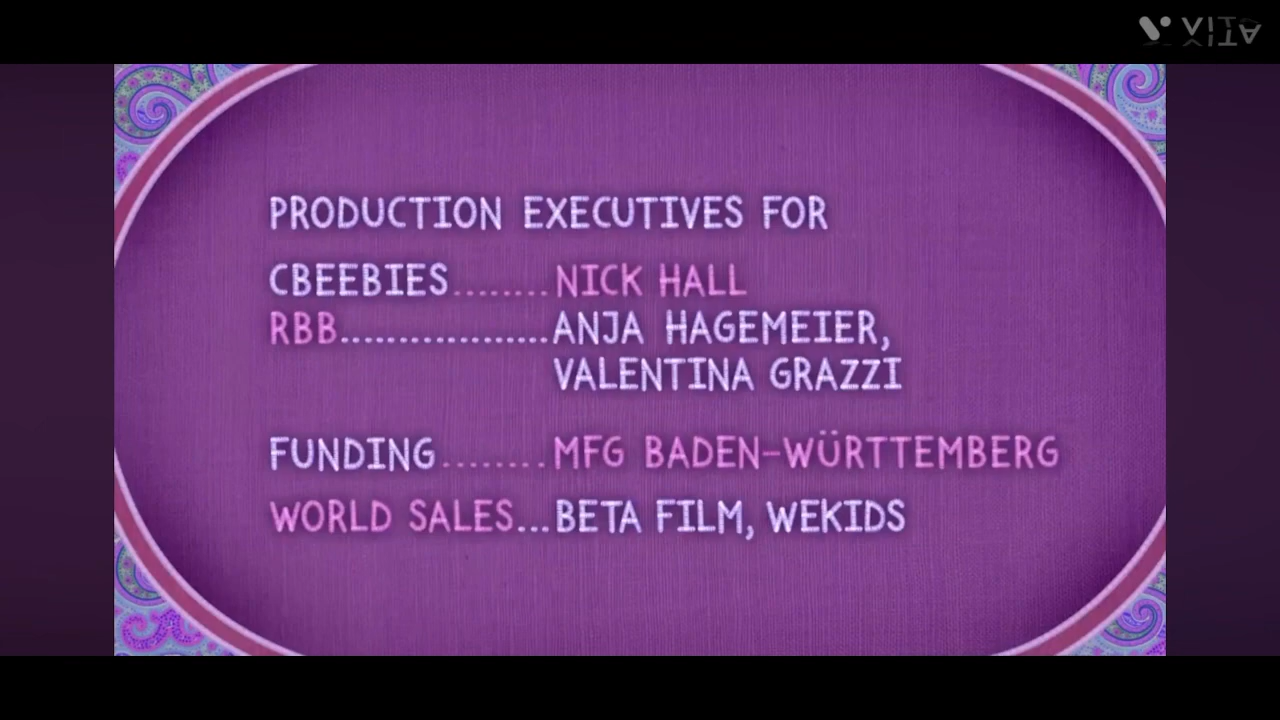 VITA
PRODUCTION EXECUTIVES FOR
CBEEBIES........NICK HALL
RBB..................ANJA HAGEMEIER,
VALENTINA GRAZZI
FUNDING........MFG BADEN-WÜRTTEMBERG
WORLD SALES...BETA FILM, WEKIDS